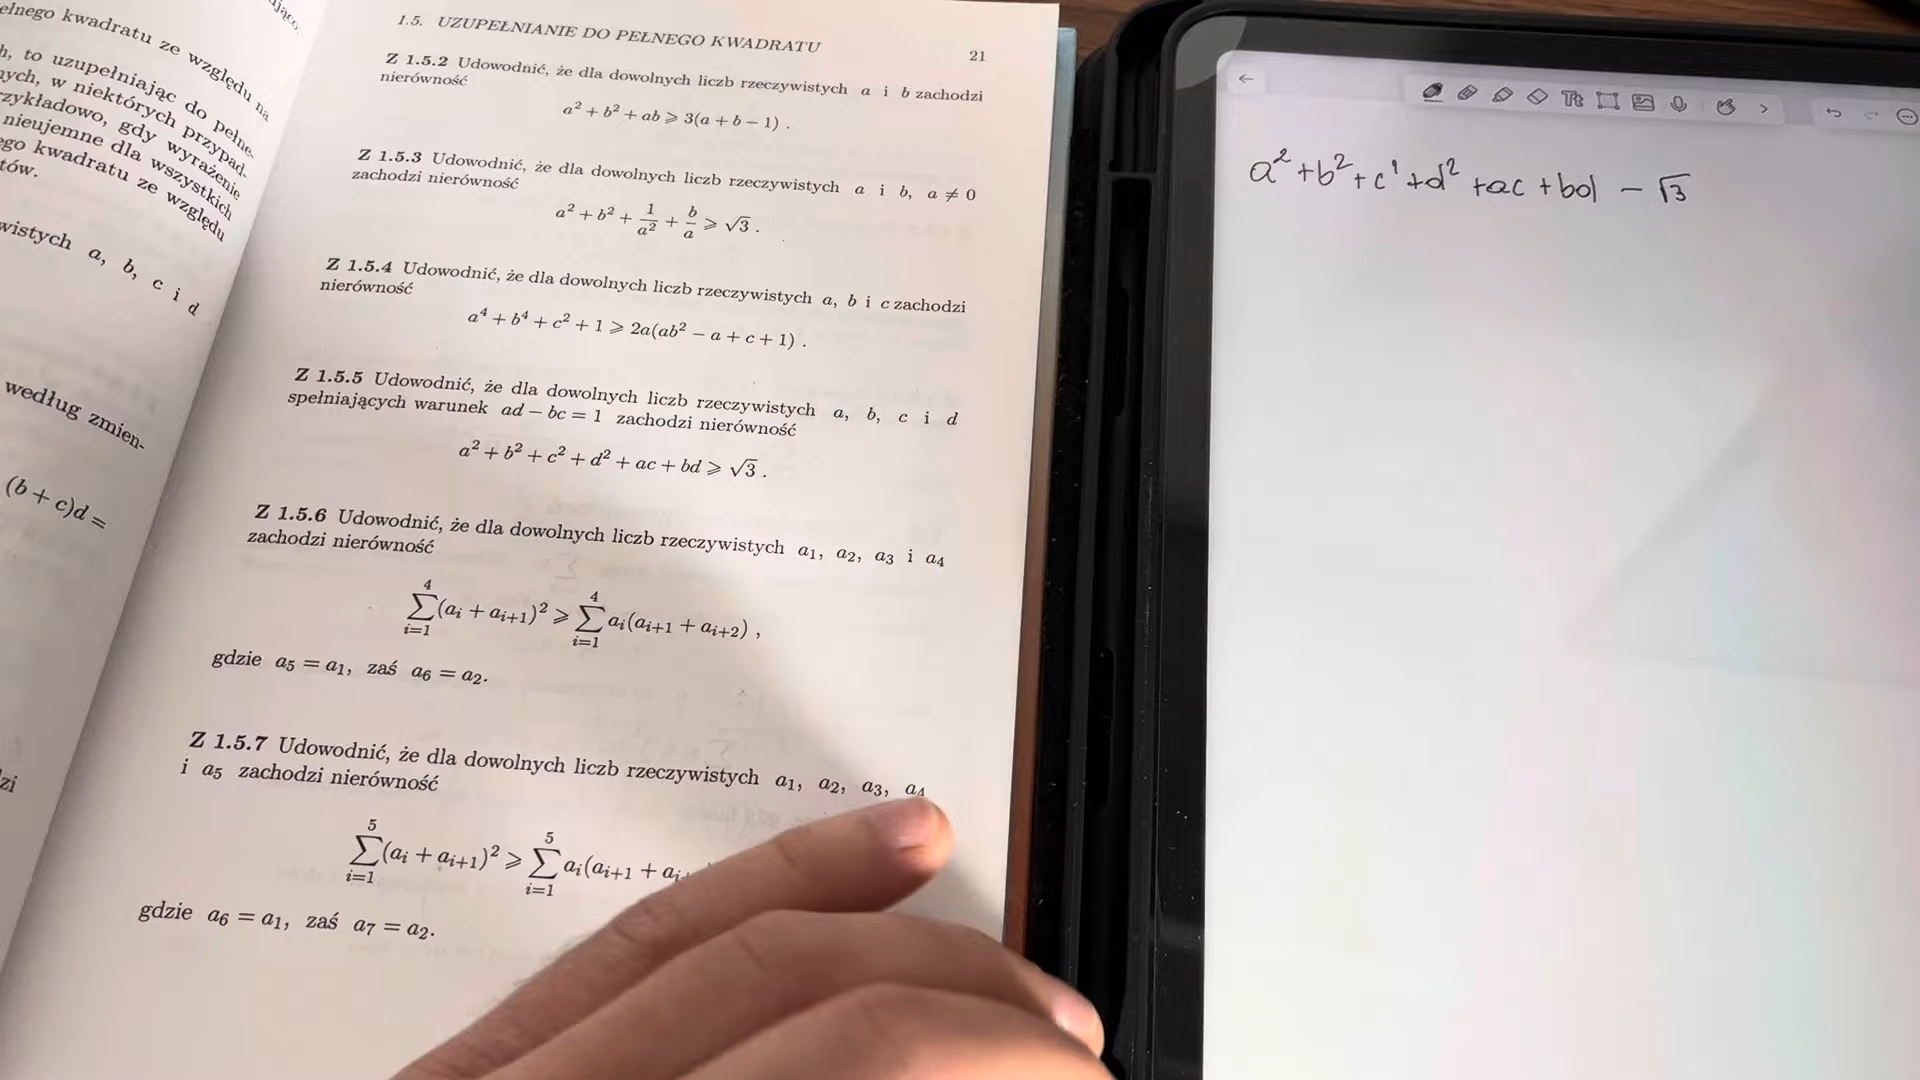 elnego kwadratu ze względu na
h, to uzupełniając do pełne-
nych, w niektórych przypad-
rzykładowo, gdy wyrażenie
nieujemne dla wszystkich
ego kwadratu ze względu
tów.
wistych a, b, c i d
według zmien-
(b + c)d =
zi
1.5. UZUPEŁNIANIE DO PEŁNEGO KWADRATU 21
Z 1.5.2 Udowodnić, że dla dowolnych liczb rzeczywistych a i b zachodzi
nierówność
a² + b² + ab ⩾ 3(a + b − 1) .
Z 1.5.3 Udowodnić, że dla dowolnych liczb rzeczywistych a i b, a ≠ 0
zachodzi nierówność
a² + b² + 1/a² + b/a ⩾ √3 .
Z 1.5.4 Udowodnić, że dla dowolnych liczb rzeczywistych a, b i c zachodzi
nierówność
a⁴ + b⁴ + c² + 1 ⩾ 2a(ab² − a + c + 1) .
Z 1.5.5 Udowodnić, że dla dowolnych liczb rzeczywistych a, b, c i d
spełniających warunek ad − bc = 1 zachodzi nierówność
a² + b² + c² + d² + ac + bd ⩾ √3 .
Z 1.5.6 Udowodnić, że dla dowolnych liczb rzeczywistych a₁, a₂, a₃ i a₄
zachodzi nierówność
4∑i=1 (aᵢ + aᵢ₊₁)² ⩾ 4∑i=1 aᵢ(aᵢ₊₁ + aᵢ₊₂) ,
gdzie a₅ = a₁, zaś a₆ = a₂.
Z 1.5.7 Udowodnić, że dla dowolnych liczb rzeczywistych a₁, a₂, a₃, a₄
i a₅ zachodzi nierówność
5∑i=1 (aᵢ + aᵢ₊₁)² ⩾ 5∑i=1 aᵢ(aᵢ₊₁ + aᵢ₊
gdzie a₆ = a₁, zaś a₇ = a₂.
Tt
a² + b² + c¹ + d² + ac + bd − √3